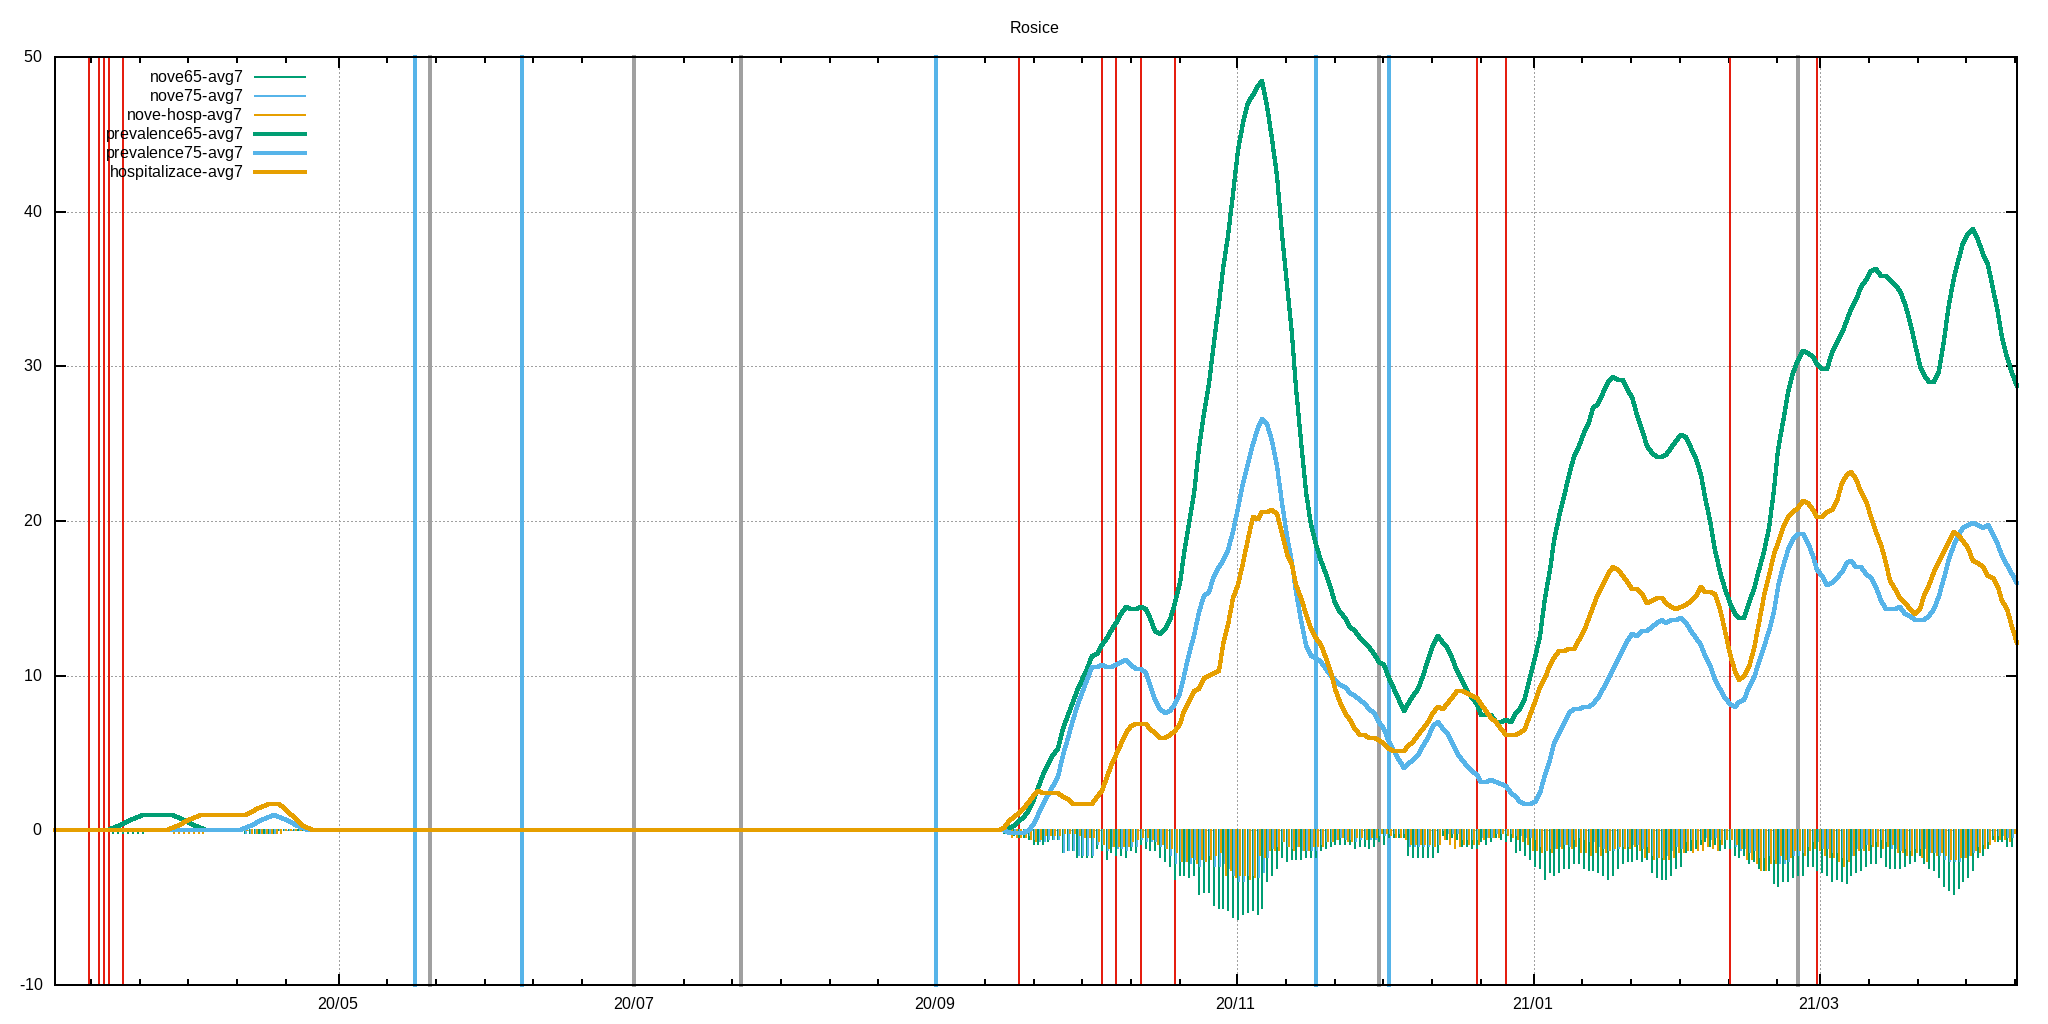 Rosice
50
nove65-avg7
nove75-avg7
nove-hosp-avg7
prevalence65-avg7
prevalence75-avg7
hospitalizace-avg7
40
30
20
10
0
-10
20/05 20/07 20/09 20/11 21/01 21/03